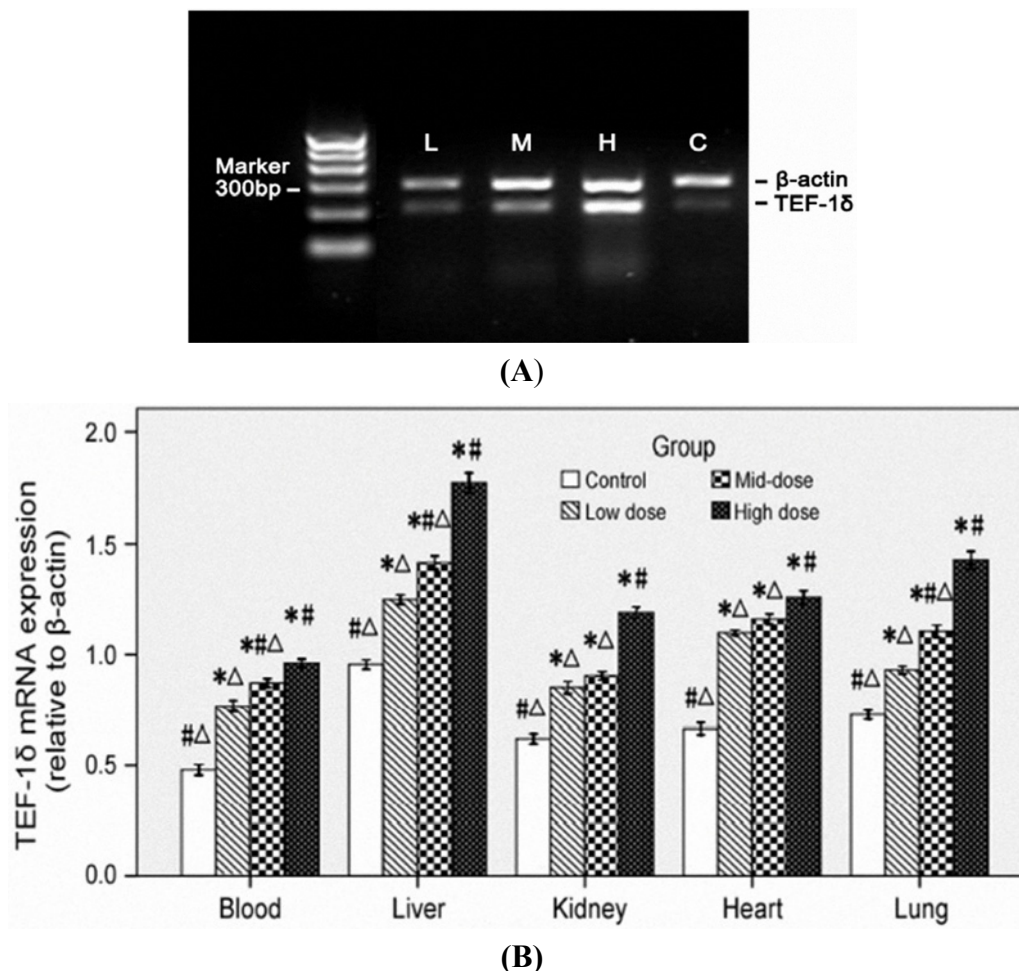 L M H C
Marker
300bp –
– β-actin
– TEF-1δ
(A)
TEF-1δ mRNA expression
(relative to β-actin)
2.0
1.5
1.0
0.5
0.0
Group
Control Mid-dose
Low dose High dose
#Δ *Δ *#Δ *#
#Δ *Δ *#Δ *#
#Δ *Δ *Δ *#
#Δ *Δ *Δ *#
#Δ *Δ *#Δ *#
Blood Liver Kidney Heart Lung
(B)